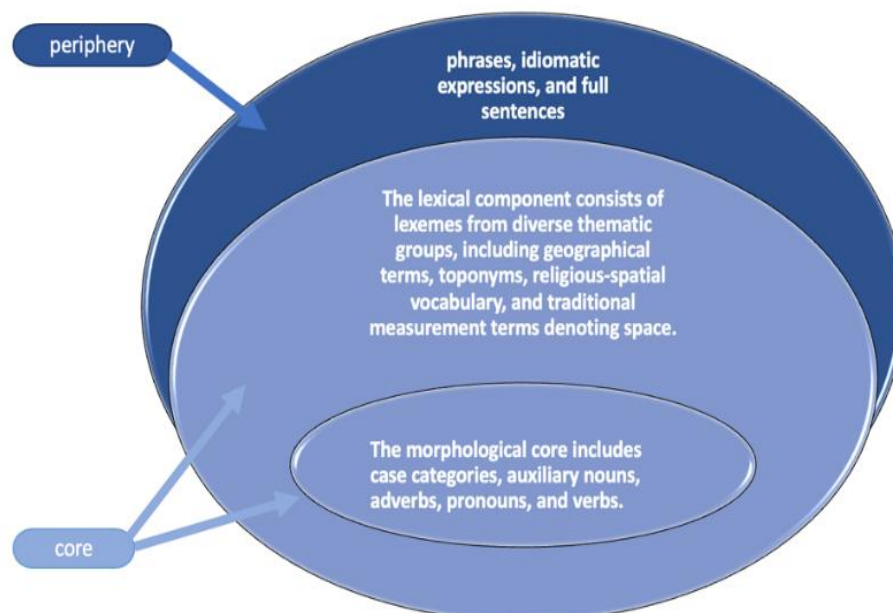 periphery
phrases, idiomatic
expressions, and full
sentences
The lexical component consists of
lexemes from diverse thematic
groups, including geographical
terms, toponyms, religious-spatial
vocabulary, and traditional
measurement terms denoting space.
The morphological core includes
case categories, auxiliary nouns,
adverbs, pronouns, and verbs.
core